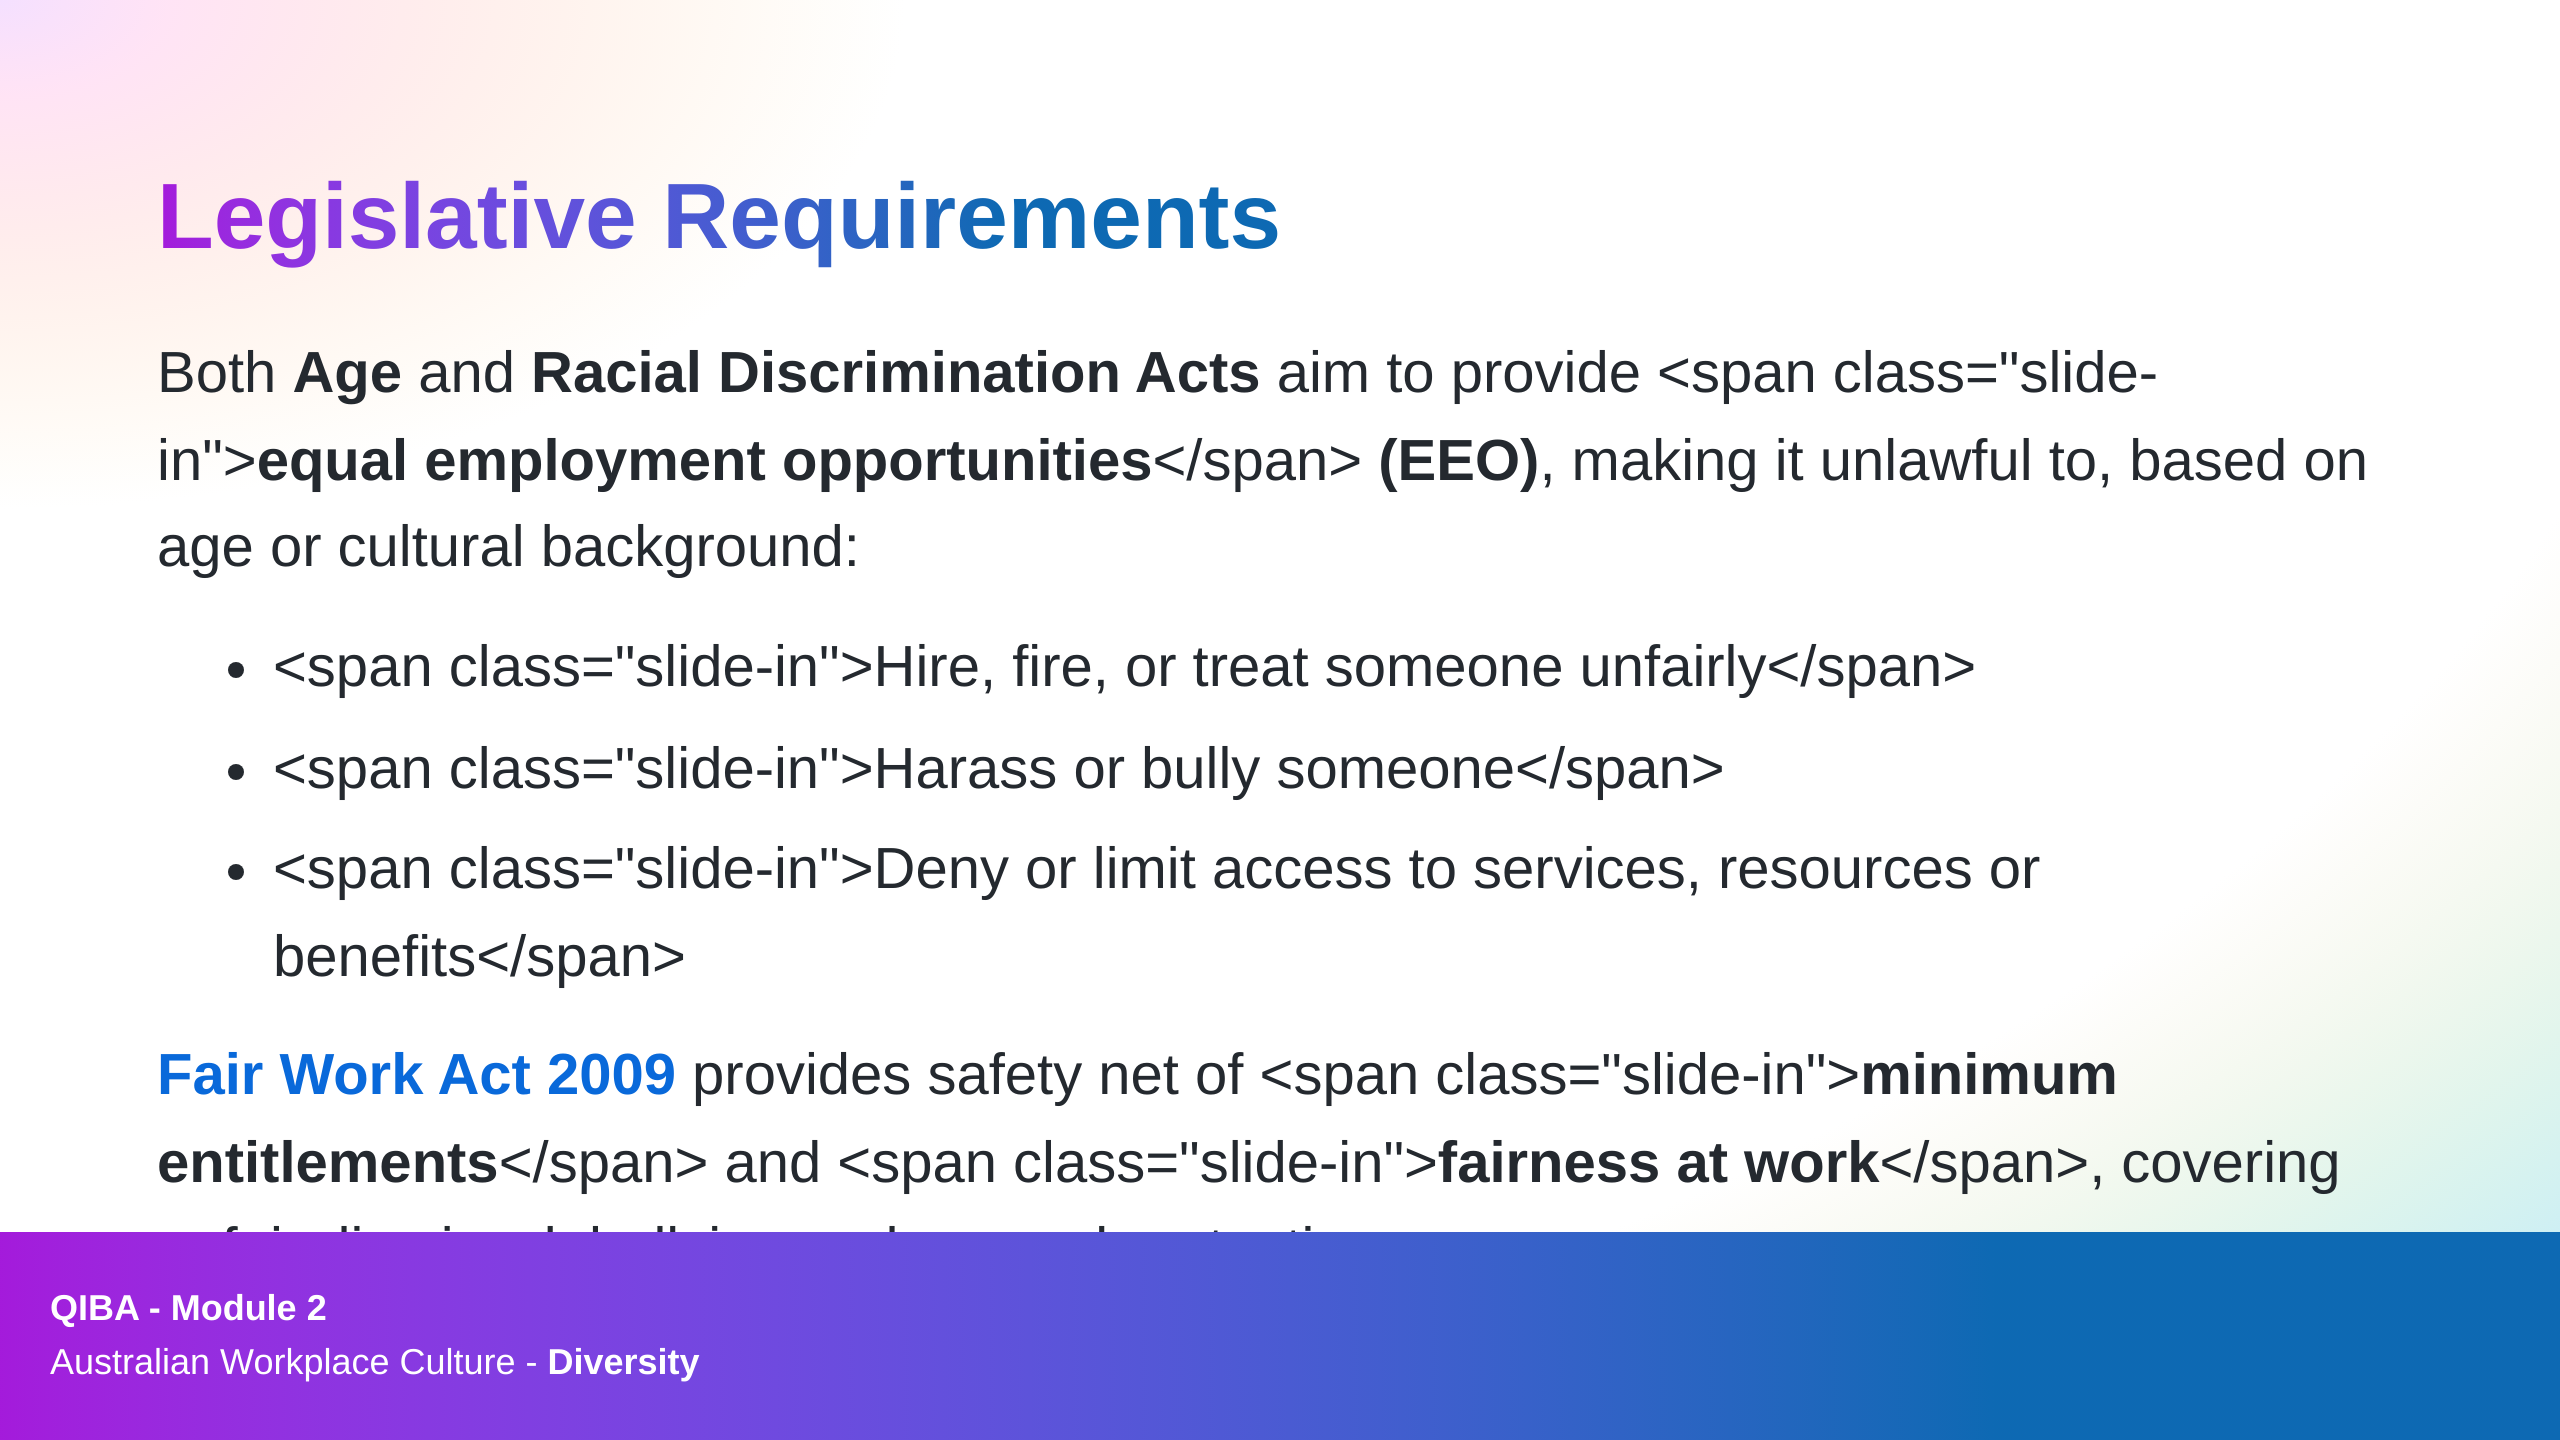 Legislative Requirements
Both Age and Racial Discrimination Acts aim to provide <span class="slide-
in">equal employment opportunities</span> (EEO), making it unlawful to, based on
age or cultural background:
• <span class="slide-in">Hire, fire, or treat someone unfairly</span>
• <span class="slide-in">Harass or bully someone</span>
• <span class="slide-in">Deny or limit access to services, resources or
benefits</span>
Fair Work Act 2009 provides safety net of <span class="slide-in">minimum
entitlements</span> and <span class="slide-in">fairness at work</span>, covering
QIBA - Module 2
Australian Workplace Culture - Diversity